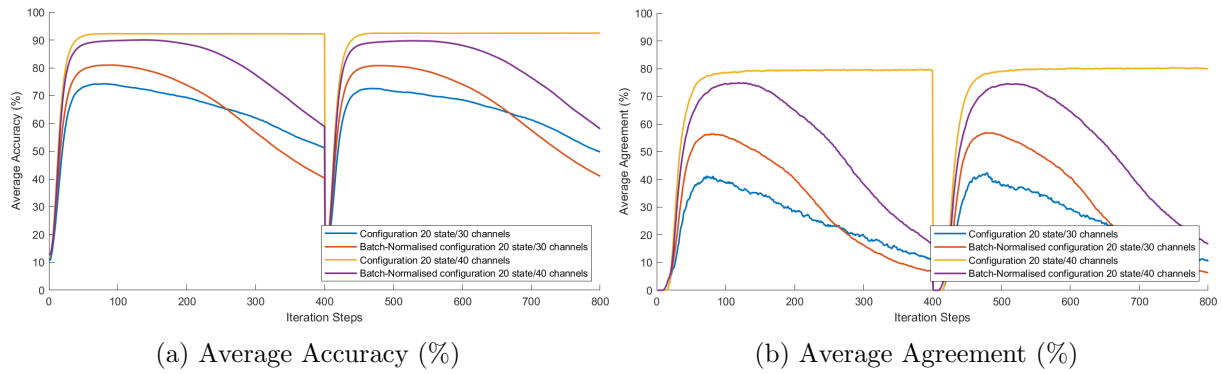 100
90
80
70
60
50
40
30
20
10
0
Average Accuracy (%)
0 100 200 300 400 500 600 700 800
Iteration Steps
Configuration 20 state/30 channels
Batch-Normalised configuration 20 state/30 channels
Configuration 20 state/40 channels
Batch-Normalised configuration 20 state/40 channels
(a) Average Accuracy (%)
100
90
80
70
60
50
40
30
20
10
0
Average Agreement (%)
0 100 200 300 400 500 600 700 800
Iteration Steps
Configuration 20 state/30 channels
Batch-Normalised configuration 20 state/30 channels
Configuration 20 state/40 channels
Batch-Normalised configuration 20 state/40 channels
(b) Average Agreement (%)